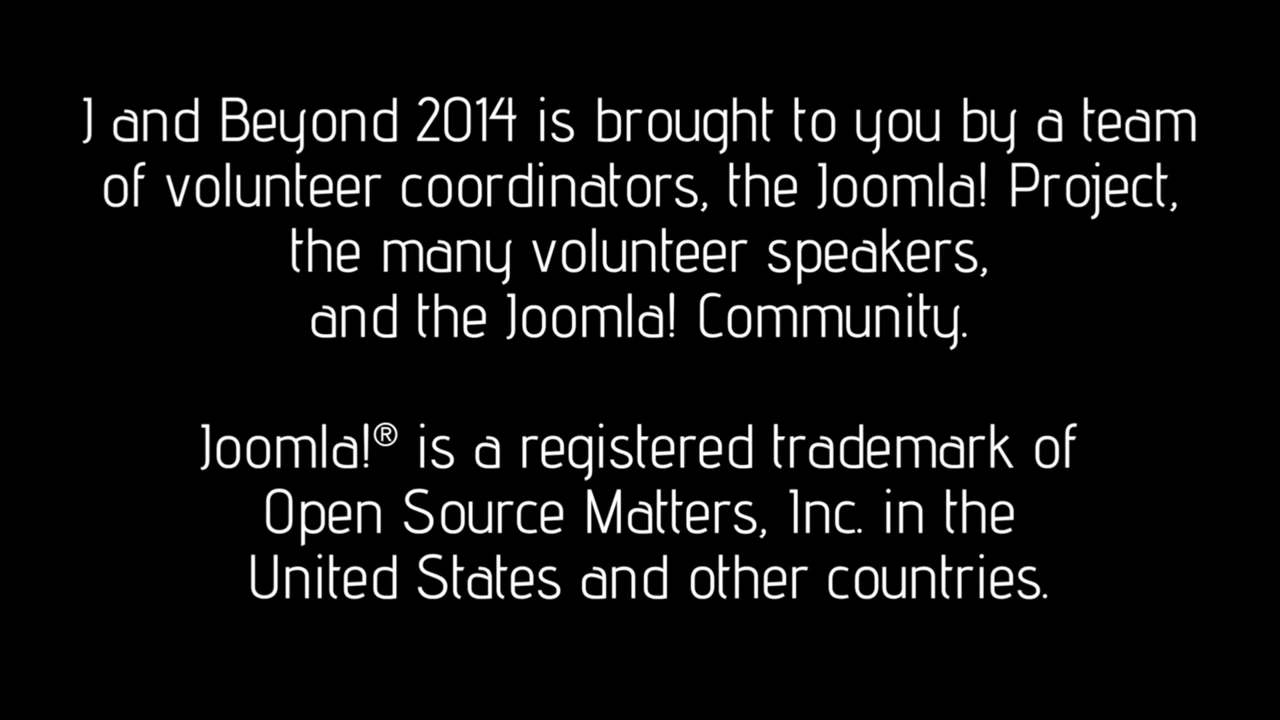 J and Beyond 2014 is brought to you by a team
of volunteer coordinators, the Joomla! Project,
the many volunteer speakers,
and the Joomla! Community.
Joomla!® is a registered trademark of
Open Source Matters, Inc. in the
United States and other countries.